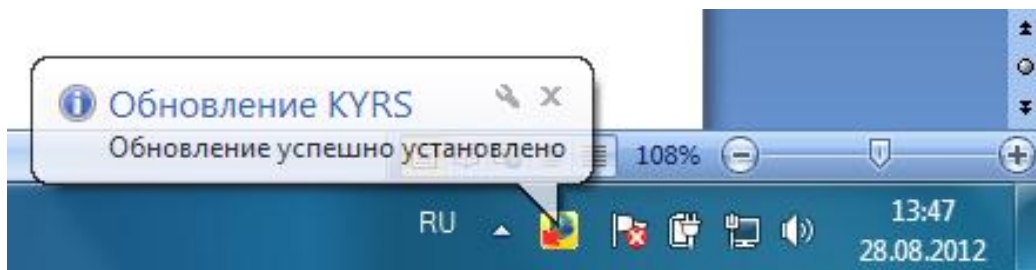 Обновление KYRS
Обновление успешно установлено
108%
RU
13:47
28.08.2012